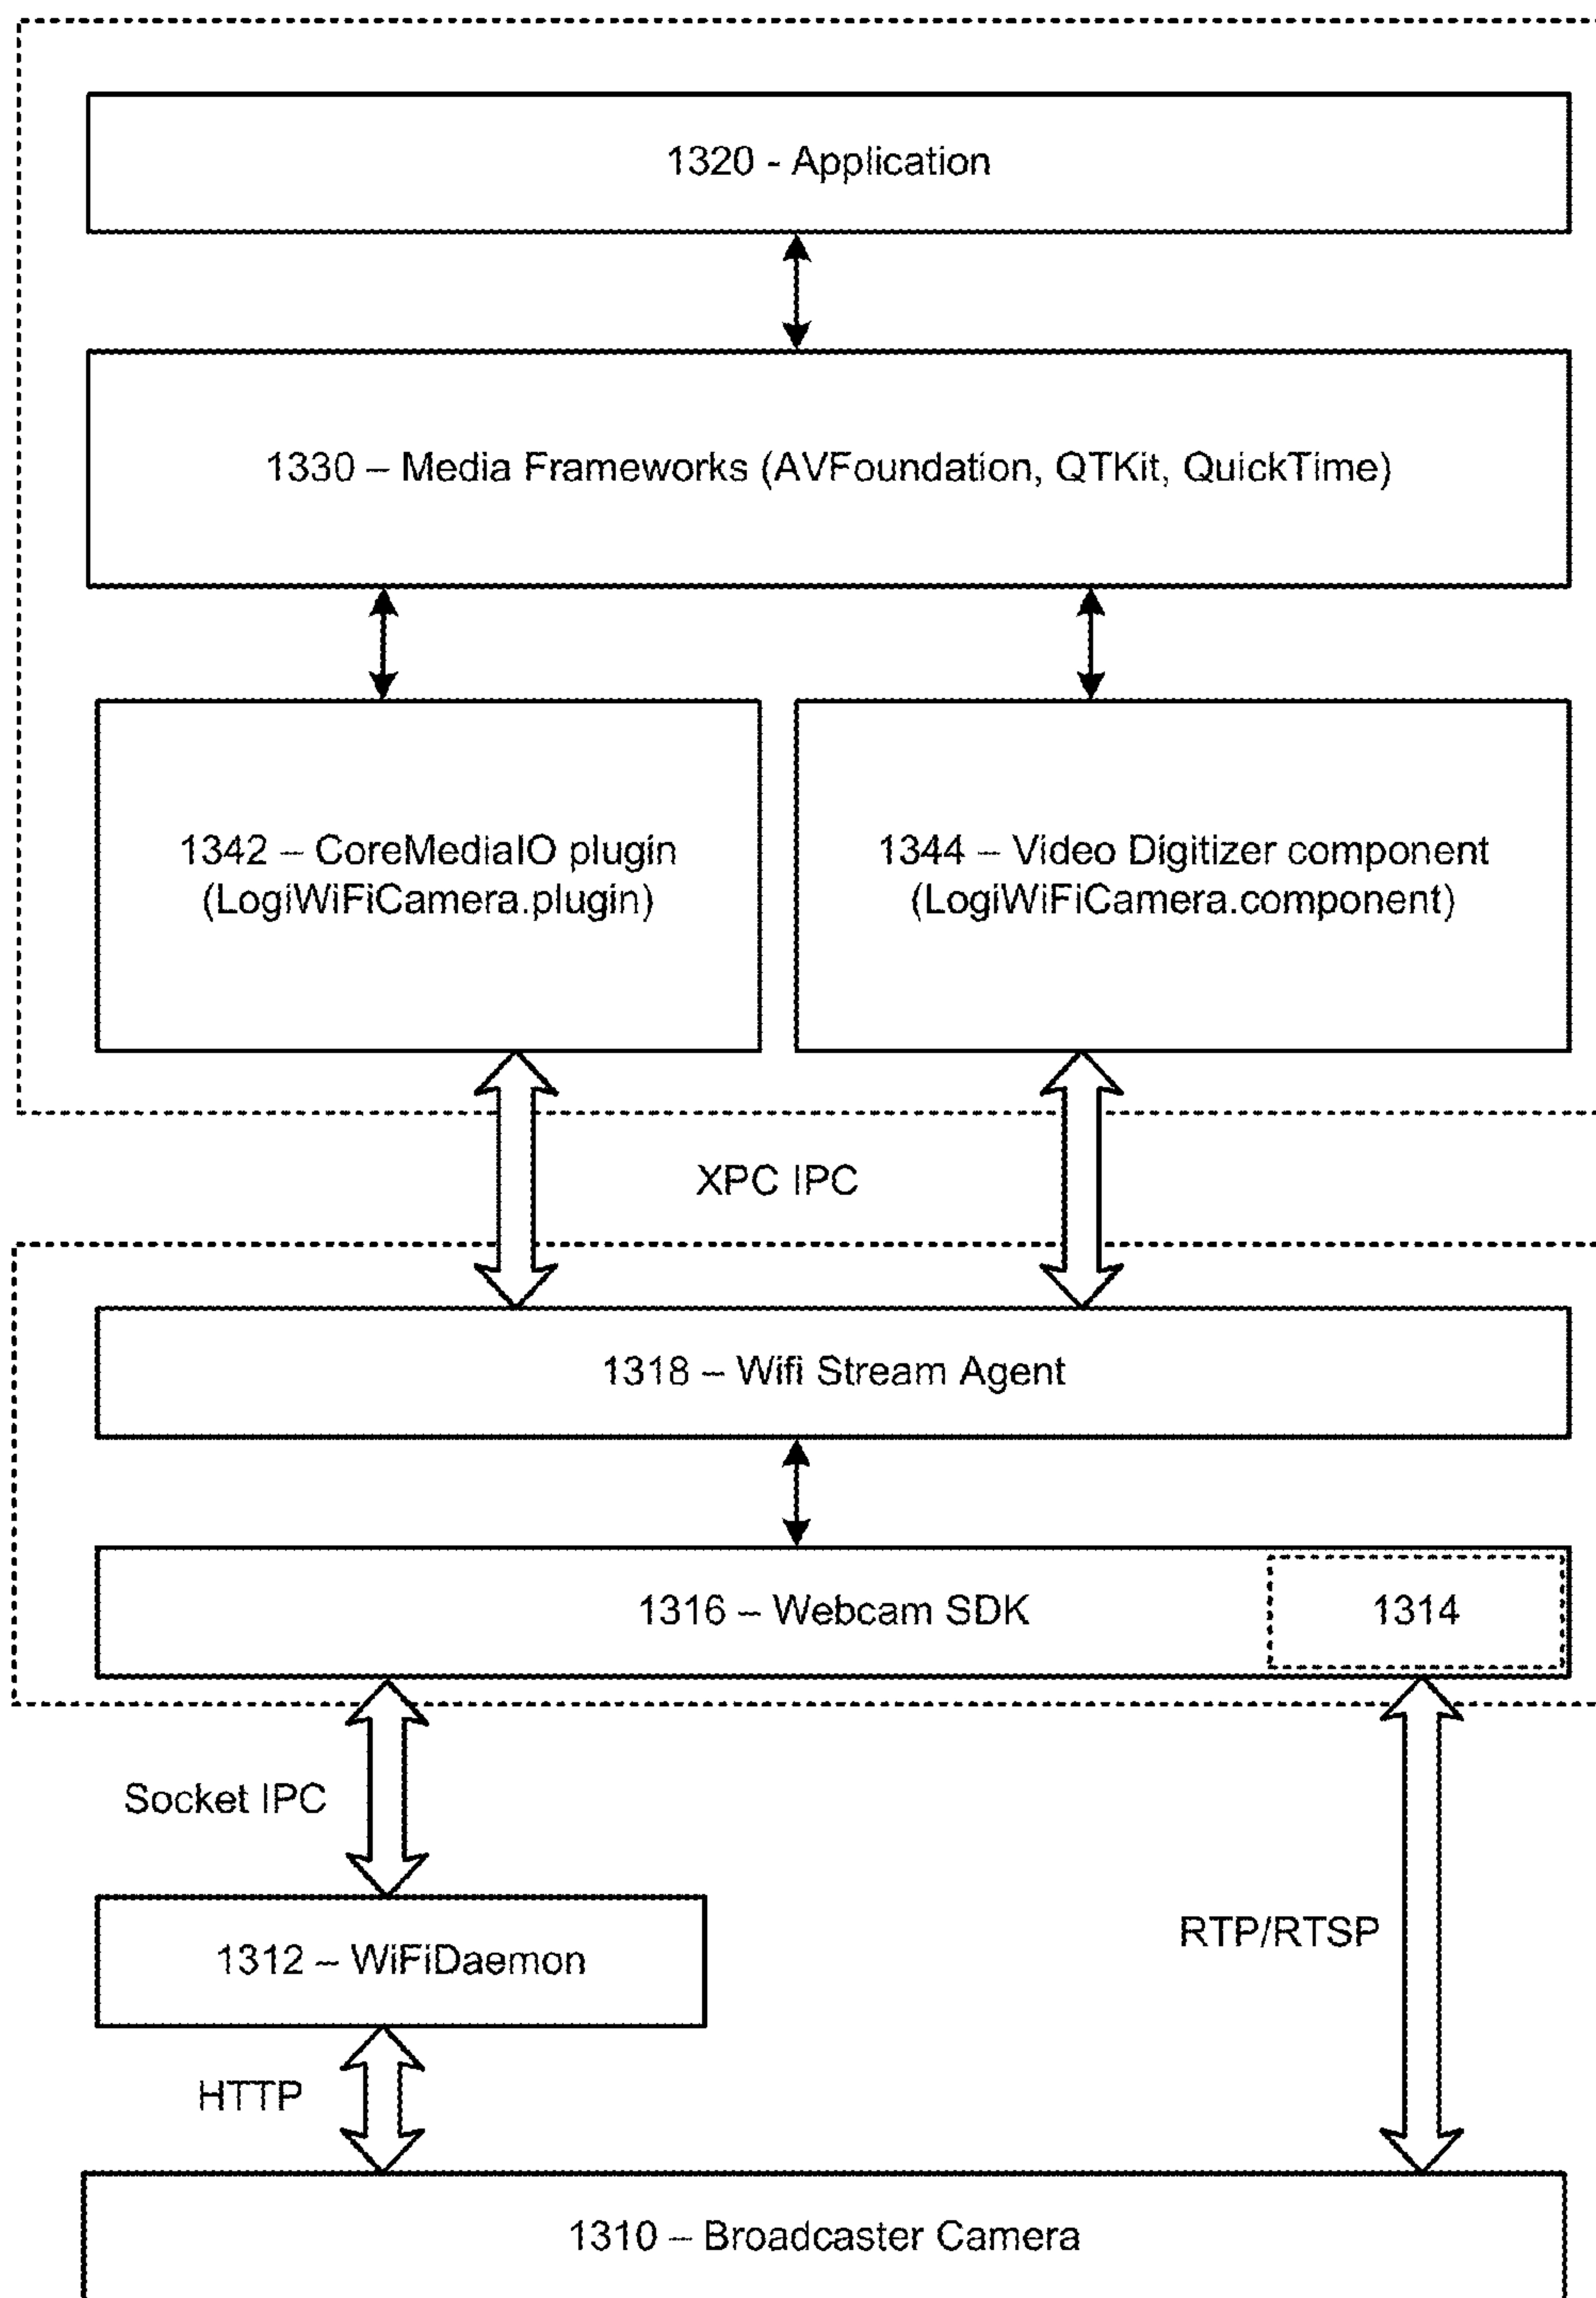 1320 - Application
1330 – Media Frameworks (AVFoundation, QTKit, QuickTime)
1342 – CoreMediaIO plugin
(LogiWiFiCamera.plugin)
1344 – Video Digitizer component
(LogiWiFiCamera.component)
XPC IPC
1318 – Wifi Stream Agent
1316 – Webcam SDK
1314
Socket IPC
RTP/RTSP
1312 – WiFiDaemon
HTTP
1310 – Broadcaster Camera